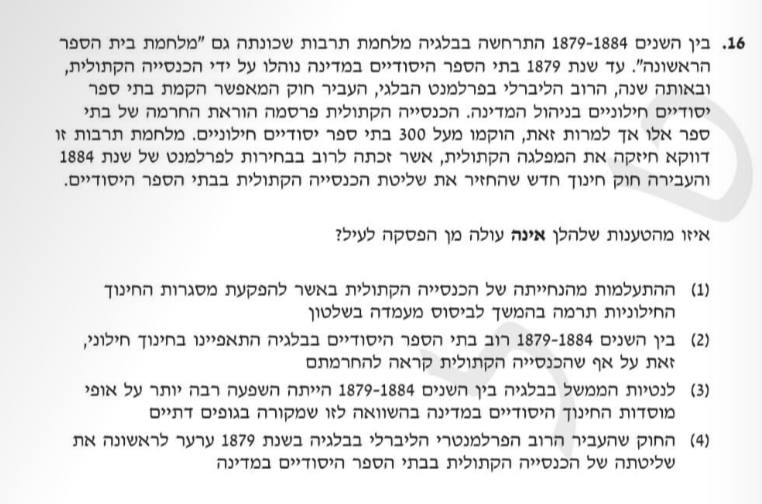 16. בין השנים 1879-1884 התרחשה בבלגיה מלחמת תרבות שכונתה גם "מלחמת בית הספר
הראשונה". עד שנת 1879 בתי הספר היסודיים במדינה נוהלו על ידי הכנסייה הקתולית,
ובאותה שנה, הרוב הליברלי בפרלמנט הבלגי, העביר חוק המאפשר הקמת בתי ספר
יסודיים חילוניים בניהול המדינה. הכנסייה הקתולית פרסמה הוראת החרמה של בתי
ספר אלו אך למרות זאת, הוקמו מעל 300 בתי ספר יסודיים חילוניים. מלחמת תרבות זו
דווקא חיזקה את המפלגה הקתולית, אשר זכתה לרוב בבחירות לפרלמנט של שנת 1884
והעבירה חוק חינוך חדש שהחזיר את שליטת הכנסייה הקתולית בבתי הספר היסודיים.
איזו מהטענות שלהלן אינה עולה מן הפסקה לעיל?
(1) ההתעלמות מהנחייתה של הכנסייה הקתולית באשר להפקעת מסגרות החינוך
החילוניות תרמה בהמשך לביסוס מעמדה בשלטון
(2) בין השנים 1879-1884 רוב בתי הספר היסודיים בבלגיה התאפיינו בחינוך חילוני,
זאת על אף שהכנסייה הקתולית קראה להחרמתם
(3) לנטיות הממשל בבלגיה בין השנים 1879-1884 הייתה השפעה רבה יותר על אופי
מוסדות החינוך היסודיים במדינה בהשוואה לזו שמקורה בגופים דתיים
(4) החוק שהעביר הרוב הפרלמנטרי הליברלי בבלגיה בשנת 1879 ערער לראשונה את
שליטתה של הכנסייה הקתולית בבתי הספר היסודיים במדינה